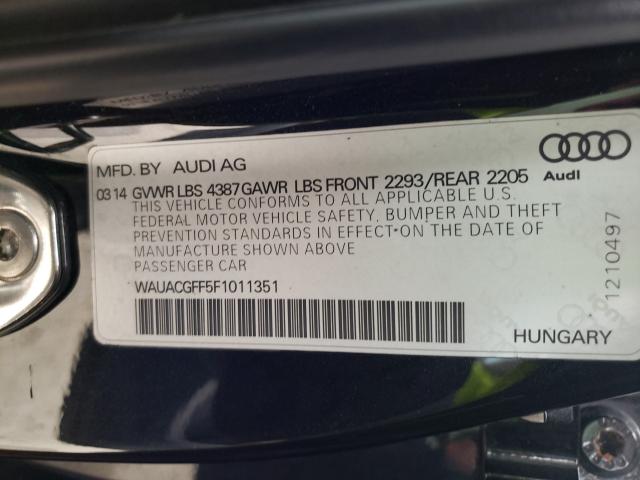 MFD. BY AUDI AG
Audi
03 14 GVWR LBS 4387 GAWR LBS FRONT 2293/REAR 2205
THIS VEHICLE CONFORMS TO ALL APPLICABLE U.S.
FEDERAL MOTOR VEHICLE SAFETY, BUMPER AND THEFT
PREVENTION STANDARDS IN EFFECT ON THE DATE OF
MANUFACTURE SHOWN ABOVE
PASSENGER CAR
WAUACGFF5F1011351
HUNGARY
1210497